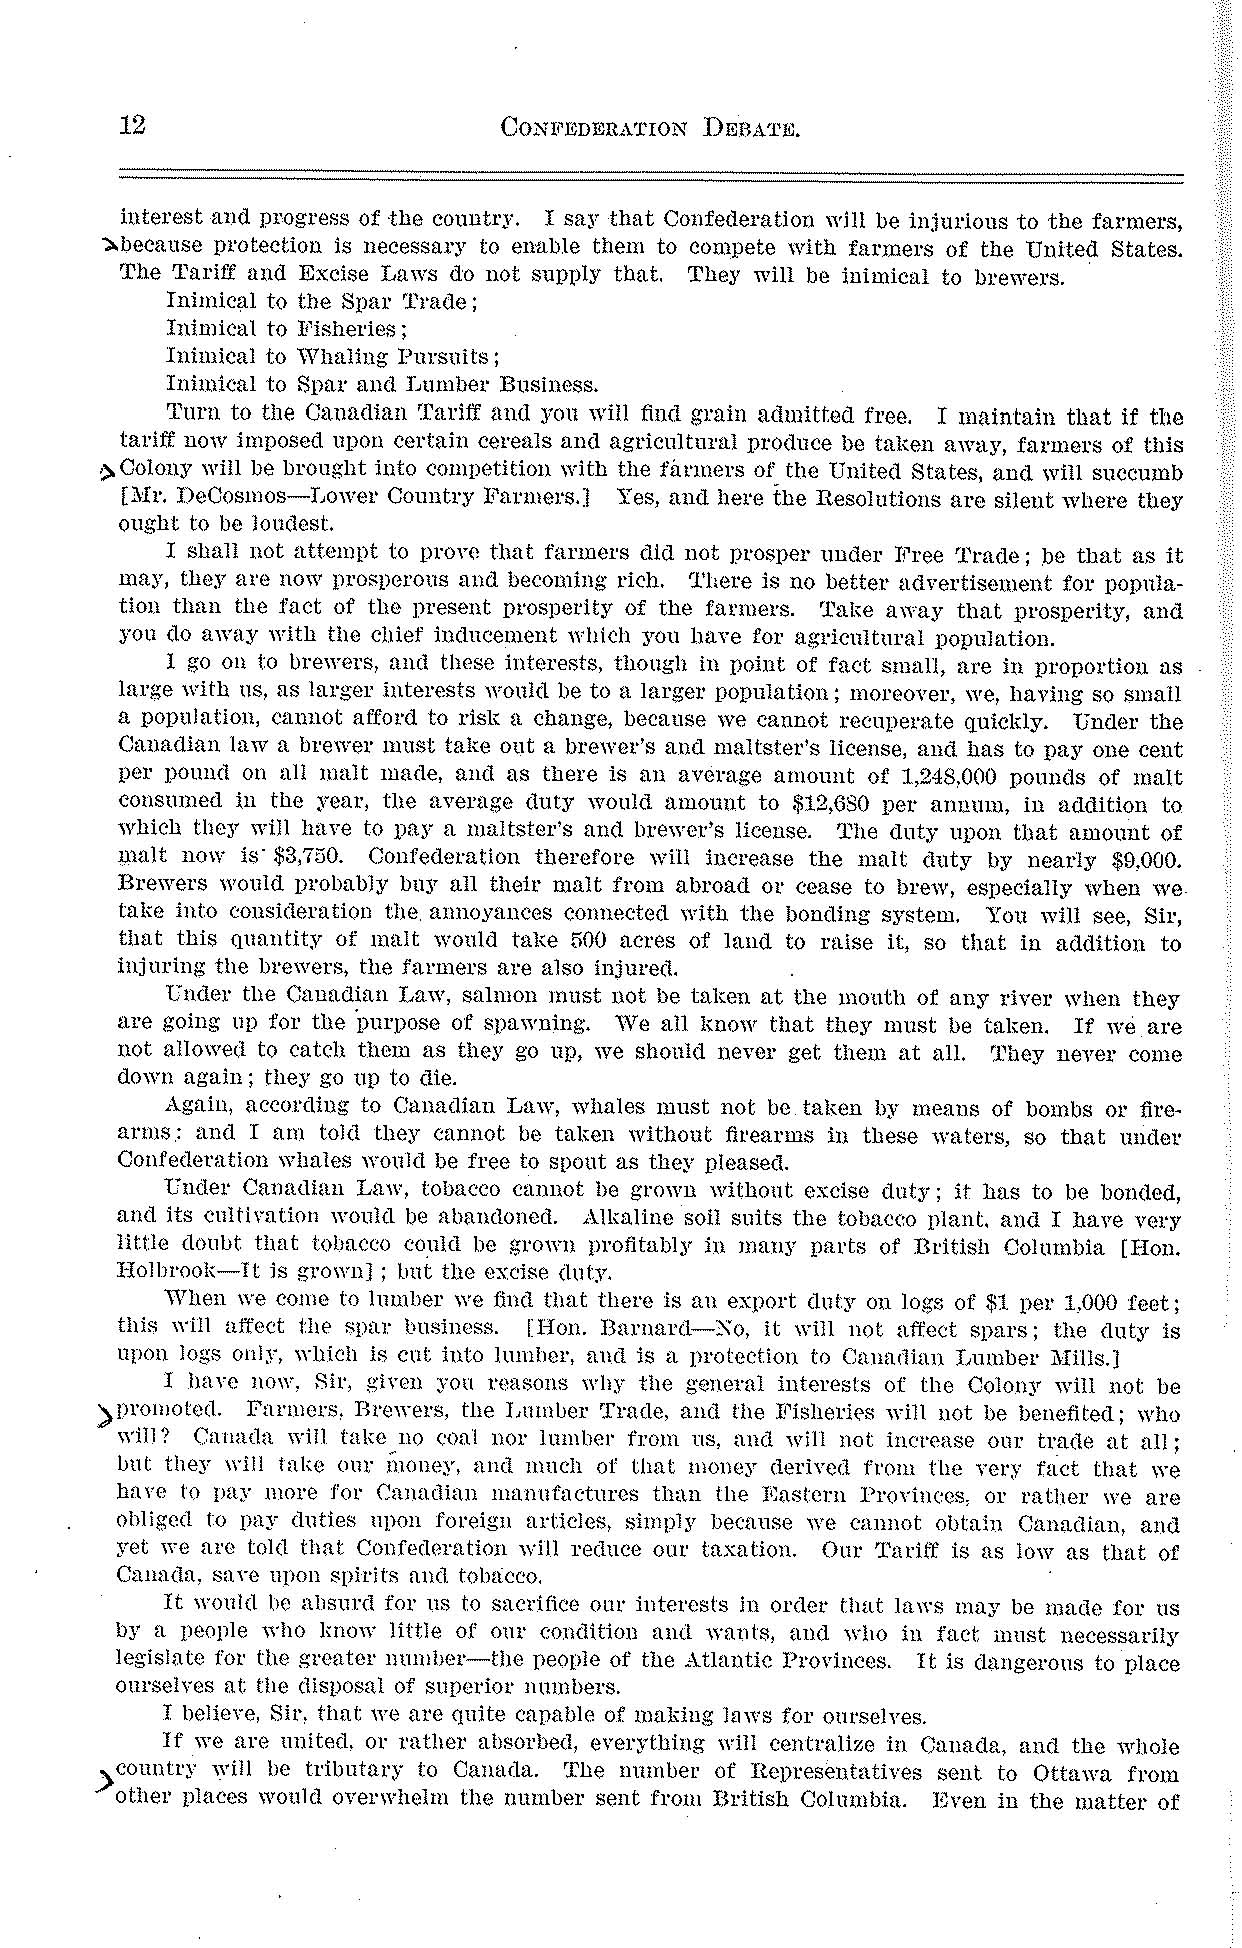 12 CONFEDERATION DEBATE.
interest and progress of the country. I say that Confederation will be injurious to the farmers,
because protection is necessary to enable them to compete with farmers of the United States.
The Tariff and Excise Laws do not supply that. They will be inimical to brewers.
Inimical to the Spar Trade;
Inimical to Fisheries;
Inimical to Whaling Pursuits;
Inimical to Spar and Lumber Business.
Turn to the Canadian Tariff and you will find grain admitted free. I maintain that if the
tariff now imposed upon certain cereals and agricultural produce be taken away, farmers of this
Colony will be brought into competition with the farmers of the United States, and will succumb
[Mr. DeCosmos—Lower Country Farmers.] Yes, and here the Resolutions are silent where they
ought to be loudest.
I shall not attempt to prove that farmers did not prosper under Free Trade; be that as it
may, they are now prosperous and becoming rich. There is no better advertisement for popula-
tion than the fact of the present prosperity of the farmers. Take away that prosperity, and
you do away with the chief inducement which you have for agricultural population.
I go on to brewers, and these interests, though in point of fact small, are in proportion as
large with us, as larger interests would be to a larger population; moreover, we, having so small
a population, cannot afford to risk a change, because we cannot recuperate quickly. Under the
Canadian law a brewer must take out a brewer's and maltster's license, and has to pay one cent
per pound on all malt made, and as there is an average amount of 1,248,000 pounds of malt
consumed in the year, the average duty would amount to $12,680 per annum, in addition to
which they will have to pay a maltster's and brewer's license. The duty upon that amount of
malt now is $3,750. Confederation therefore will increase the malt duty by nearly $9,000.
Brewers would probably buy all their malt from abroad or cease to brew, especially when we
take into consideration the annoyances connected with the bonding system. You will see, Sir,
that this quantity of malt would take 500 acres of land to raise it, so that in addition to
injuring the brewers, the farmers are also injured.
Under the Canadian Law, salmon must not be taken at the mouth of any river when they
are going up for the purpose of spawning. We all know that they must be taken. If we are
not allowed to catch them as they go up, we should never get them at all. They never come
down again; they go up to die.
Again, according to Canadian Law, whales must not be taken by means of bombs or fire-
arms; and I am told they cannot be taken without firearms in these waters, so that under
Confederation whales would be free to spout as they pleased.
Under Canadian Law, tobacco cannot be grown without excise duty; it has to be bonded,
and its cultivation would be abandoned. Alkaline soil suits the tobacco plant, and I have very
little doubt that tobacco could be grown profitably in many parts of British Columbia [Hon.
Holbrook—It is grown]; but the excise duty.
When we come to lumber we find that there is an export duty on logs of $1 per 1,000 feet;
this will affect the spar business. [Hon. Barnard—No, it will not affect spars; the duty is
upon logs only, which is cut into lumber, and is a protection to Canadian Lumber Mills.]
I have now, Sir, given you reasons why the general interests of the Colony will not be
promoted. Farmers, Brewers, the Lumber Trade, and the Fisheries will not be benefited; who
will? Canada will take no coal nor lumber from us, and will not increase our trade at all;
but they will take our money, and much of that money derived from the very fact that we
have to pay more for Canadian manufactures than the Eastern Provinces, or rather we are
obliged to pay duties upon foreign articles, simply because we cannot obtain Canadian, and
yet we are told that Confederation will reduce our taxation. Our Tariff is as low as that of
Canada, save upon spirits and tobacco.
It would be absurd for us to sacrifice our interests in order that laws may be made for us
by a people who know little of our condition and wants, and who in fact must necessarily
legislate for the greater number—the people of the Atlantic Provinces. It is dangerous to place
ourselves at the disposal of superior numbers.
I believe, Sir, that we are quite capable of making laws for ourselves.
If we are united, or rather absorbed, everything will centralize in Canada, and the whole
country will be tributary to Canada. The number of Representatives sent to Ottawa from
other places would overwhelm the number sent from British Columbia. Even in the matter of